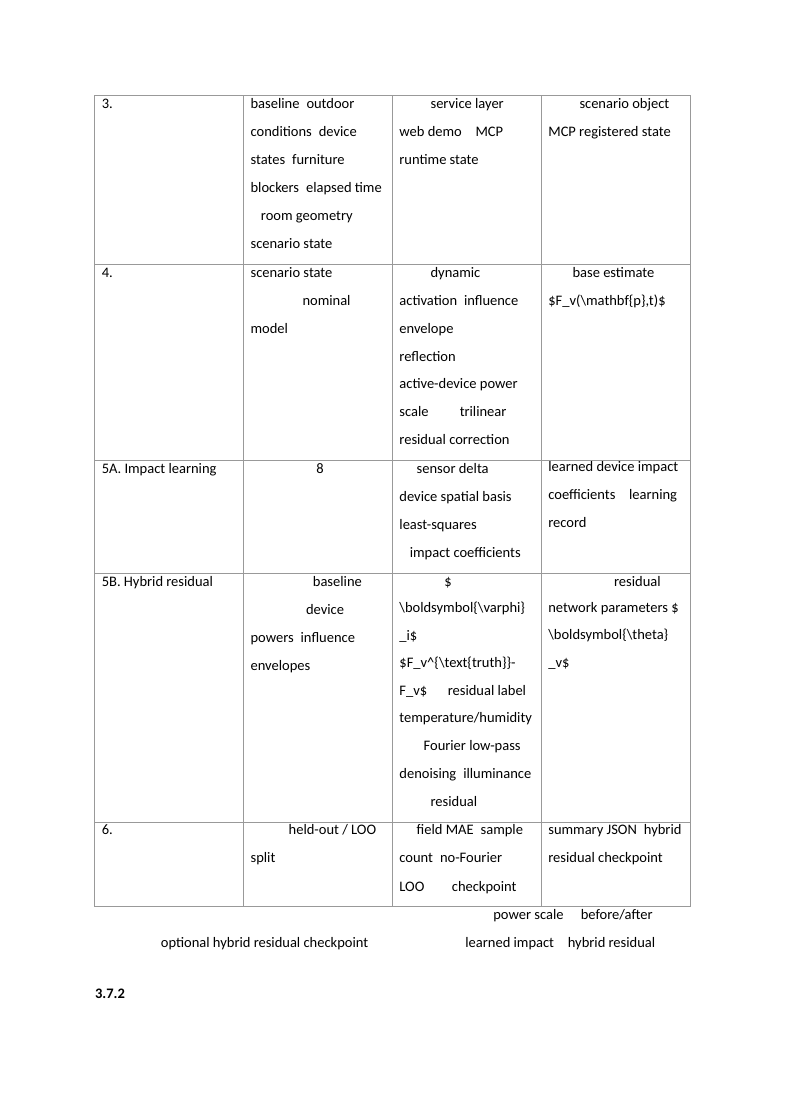 3.
baseline outdoor
conditions device
states furniture
blockers elapsed time
room geometry
scenario state
service layer
web demo MCP
runtime state
scenario object
MCP registered state
4.
scenario state
nominal
model
dynamic
activation influence
envelope
reflection
active-device power
scale trilinear
residual correction
base estimate
$F_v(\mathbf{p},t)$
5A. Impact learning
8
sensor delta
device spatial basis
least-squares
impact coefficients
learned device impact
coefficients learning
record
5B. Hybrid residual
baseline
device
powers influence
envelopes
$
\boldsymbol{\varphi}
_i$
$F_v^{\text{truth}}-
F_v$ residual label
temperature/humidity
Fourier low-pass
denoising illuminance
residual
residual
network parameters $
\boldsymbol{\theta}
_v$
6.
held-out / LOO
split
field MAE sample
count no-Fourier
LOO checkpoint
summary JSON hybrid
residual checkpoint
power scale before/after
optional hybrid residual checkpoint learned impact hybrid residual
3.7.2